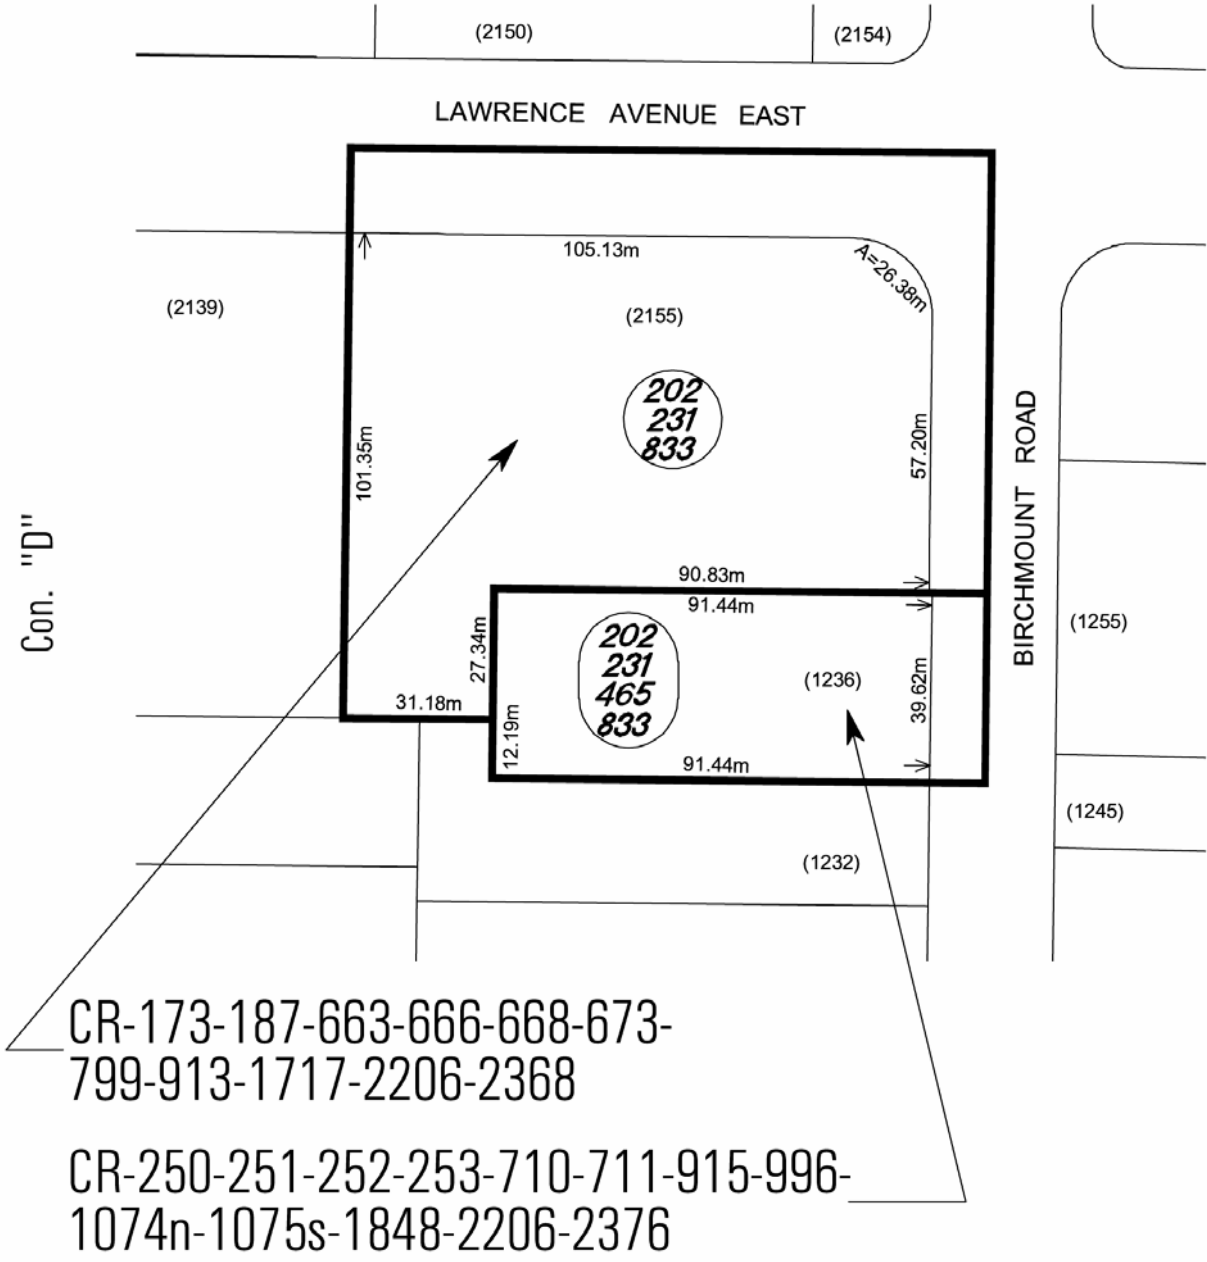 (2150)
(2154)
LAWRENCE AVENUE EAST
105.13m
A=26.38m
(2139)
(2155)
202
231
833
101.35m
57.20m
BIRCHMOUNT ROAD
Con. "D"
90.83m
91.44m
27.34m
202
231
465
833
(1236)
39.62m
(1255)
31.18m
12.19m
91.44m
(1245)
(1232)
CR-173-187-663-666-668-673-
799-913-1717-2206-2368
CR-250-251-252-253-710-711-915-996-
1074n-1075s-1848-2206-2376